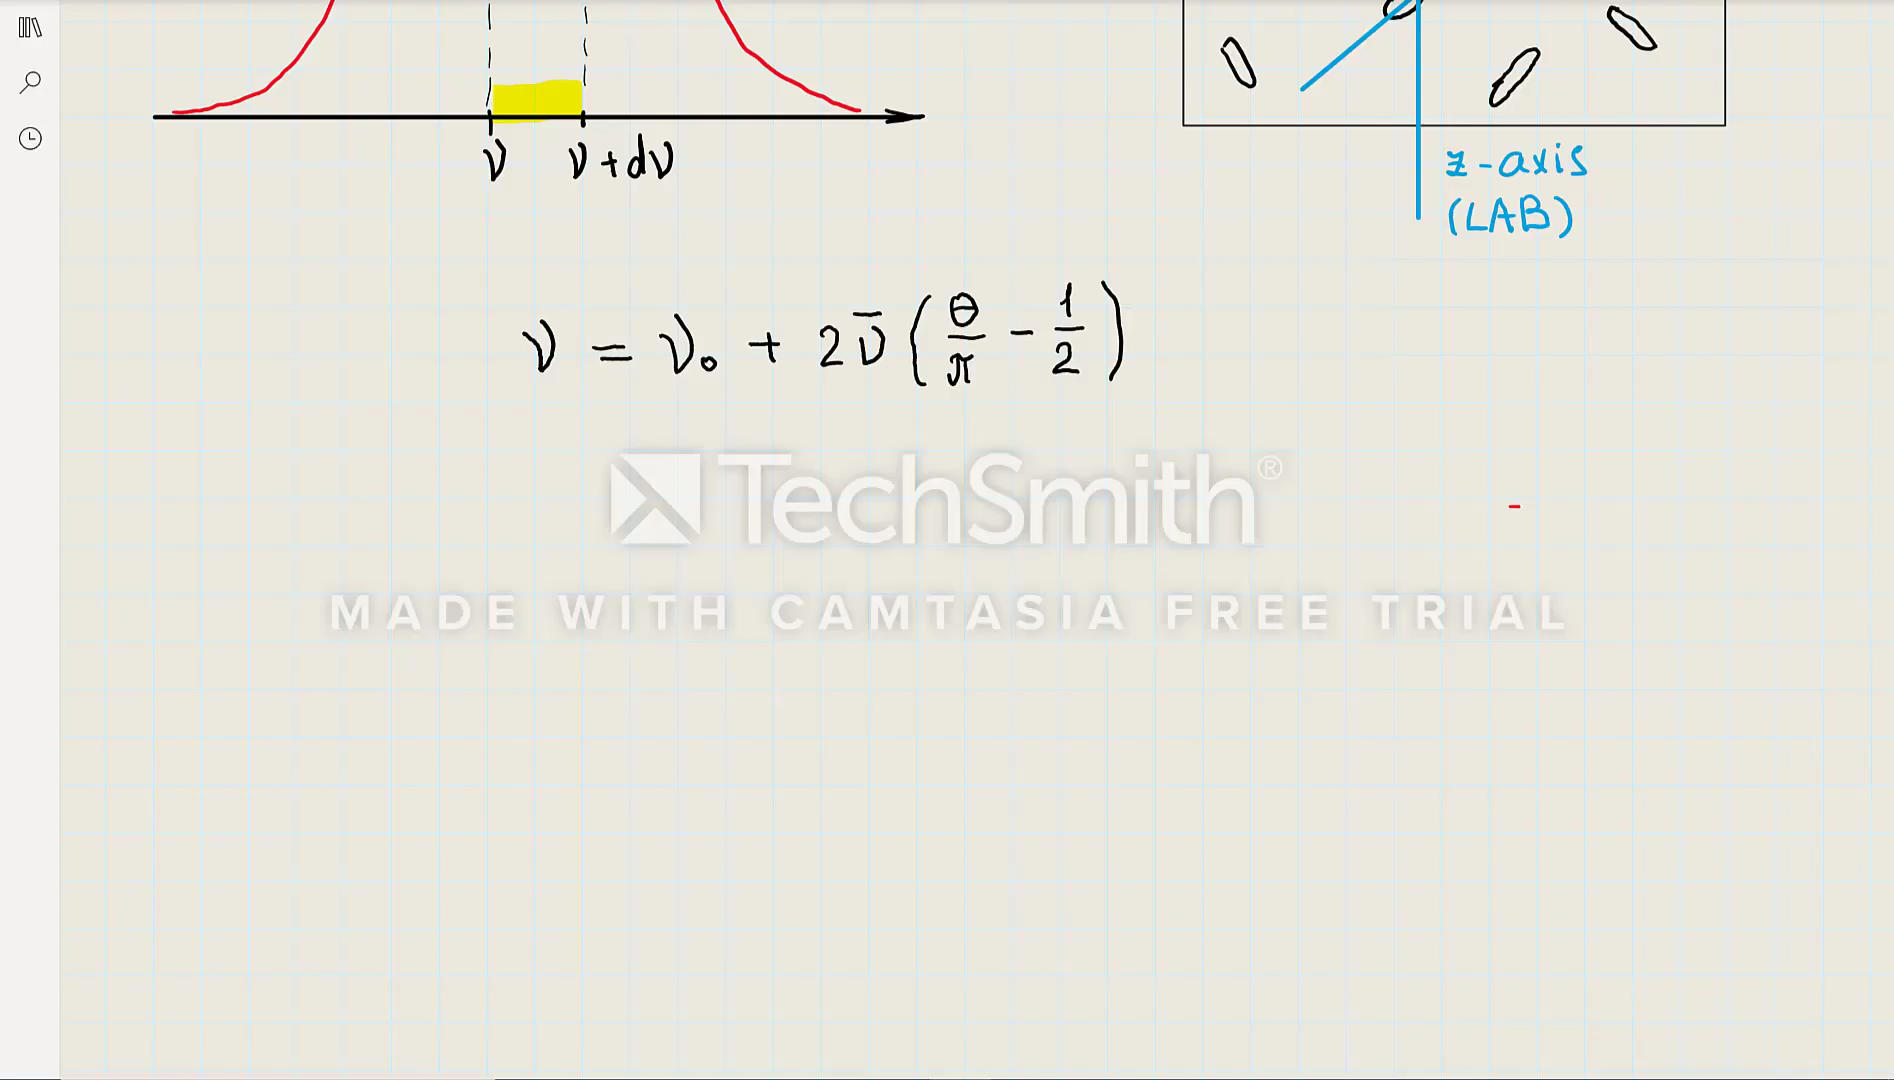 ν ν + dν
z-axis
(LAB)
ν = ν₀ + 2ν̄ (θ/π - 1/2)
TechSmith®
MADE WITH CAMTASIA FREE TRIAL